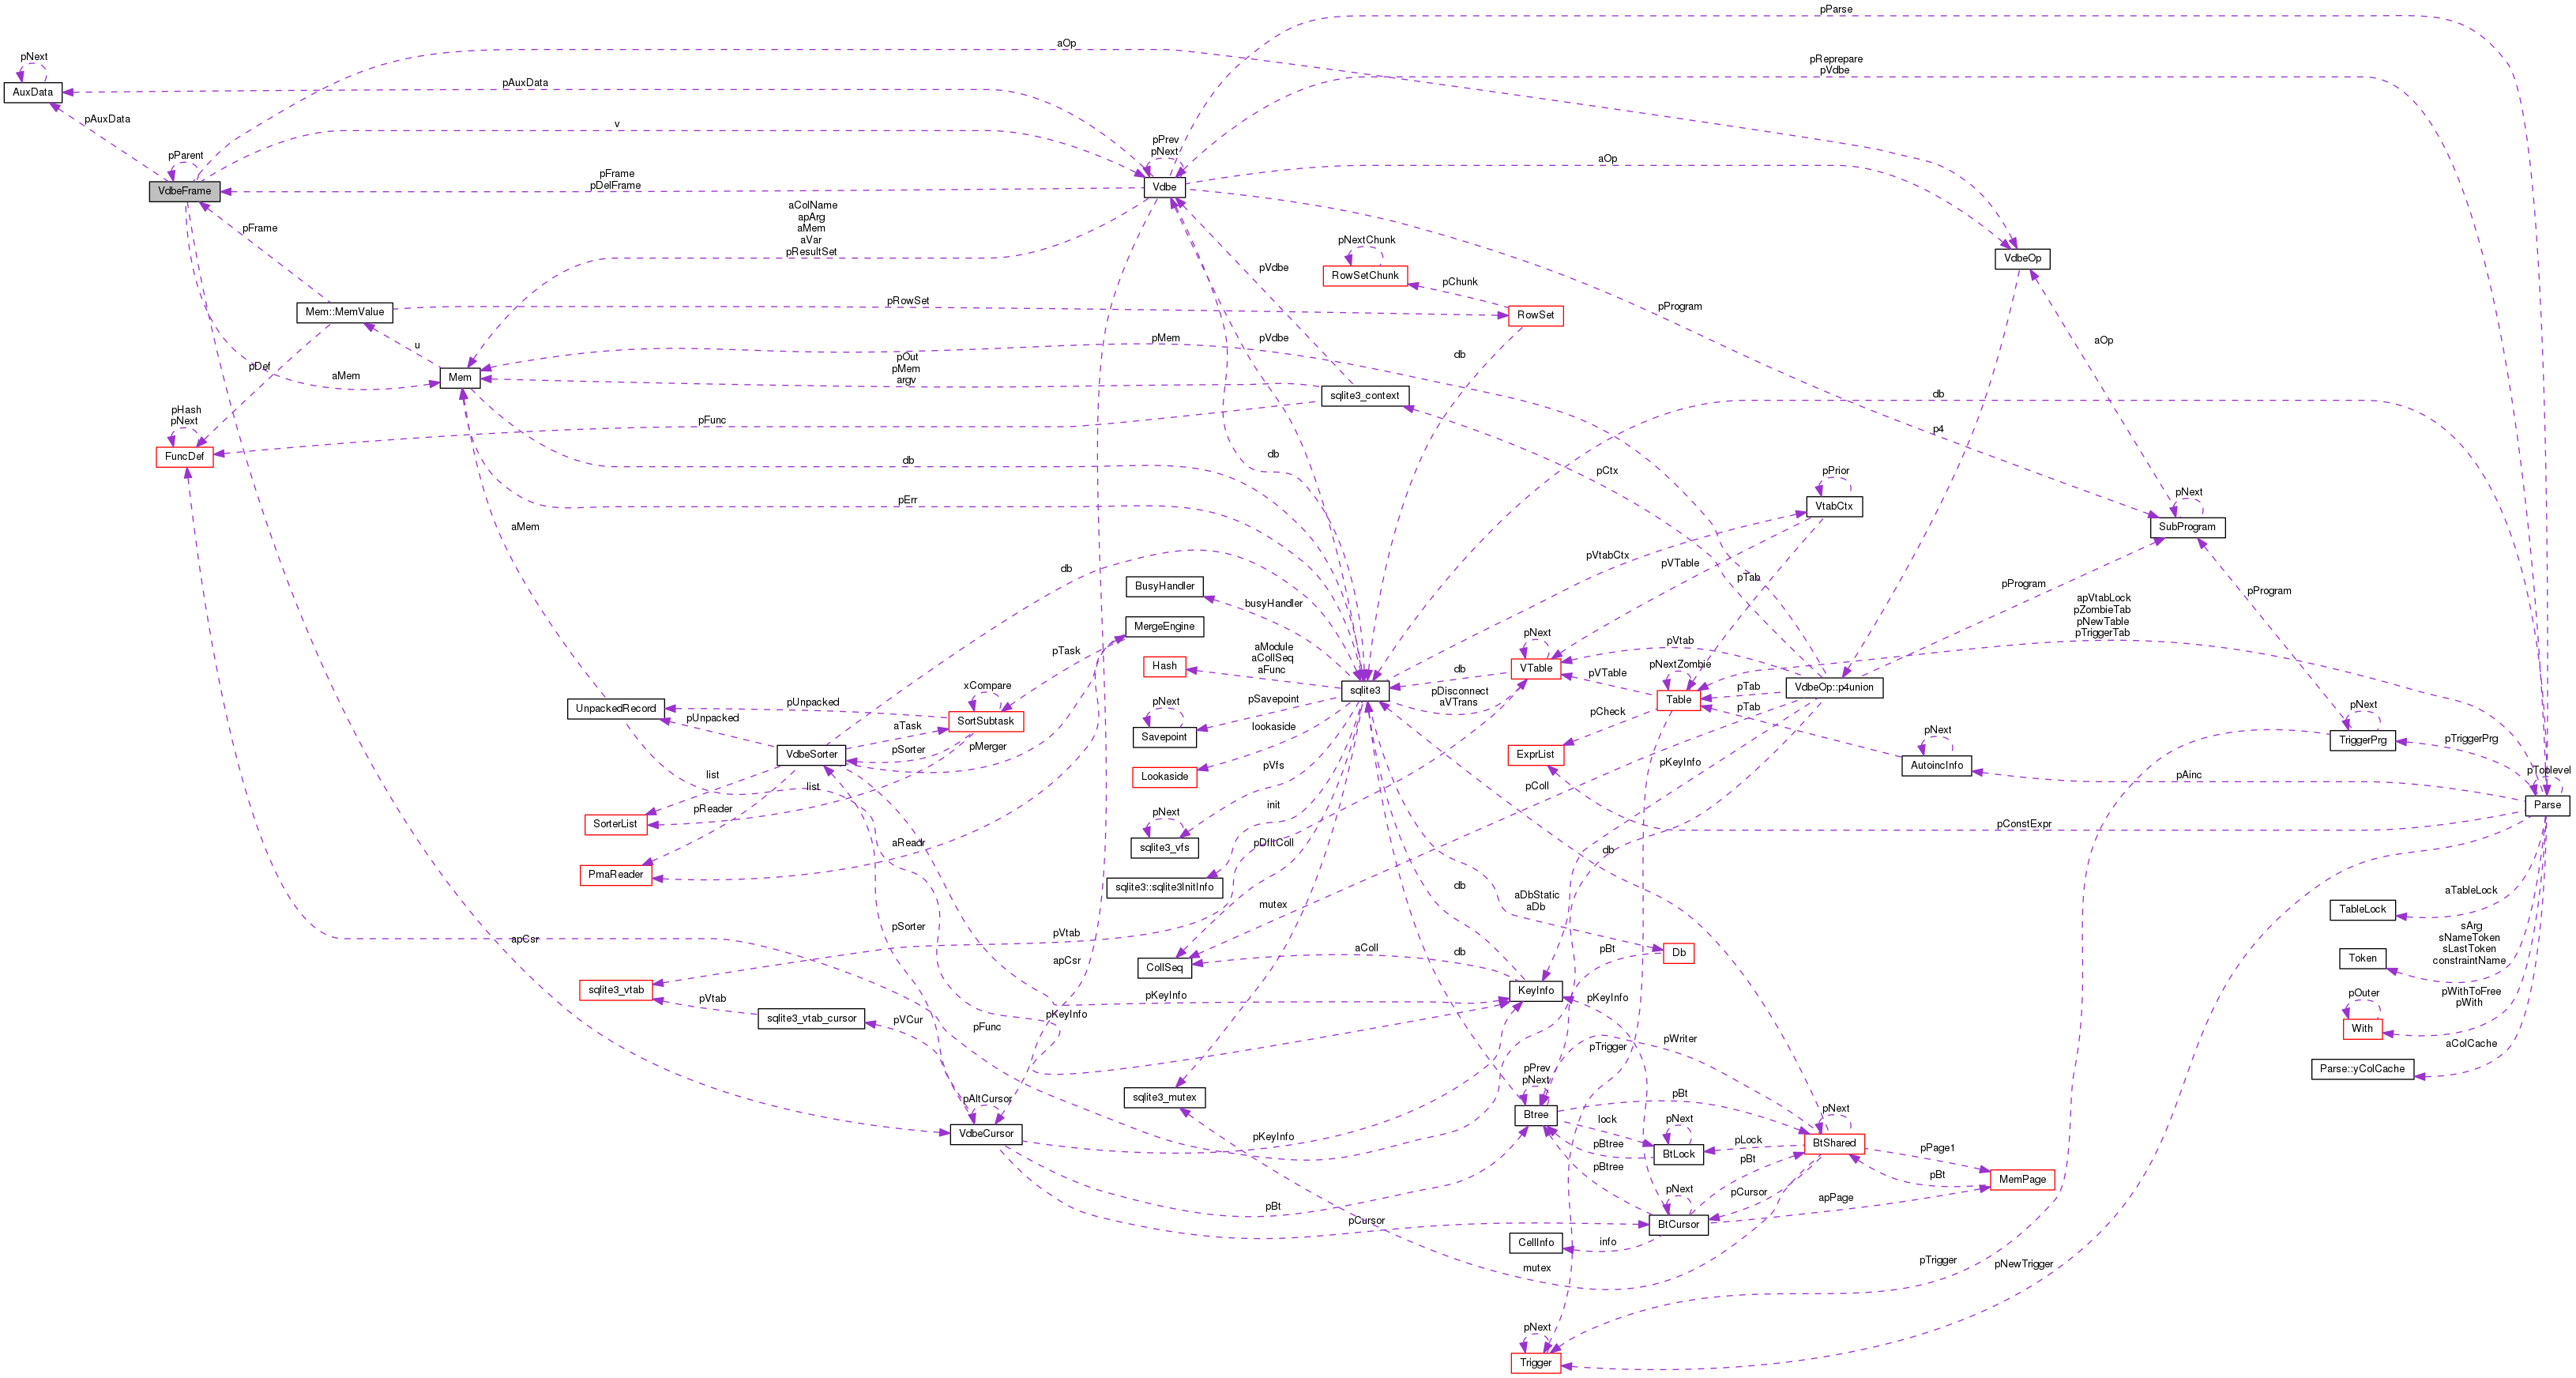 pParse
aOp
pNext
pReprepare
pVdbe
pAuxData
AuxData
pAuxData
v
pPrev
pNext
pParent
aOp
pFrame
pDelFrame
Vdbe
VdbeFrame
aColName
apArg
aMem
aVar
pResultSet
pFrame
pNextChunk
VdbeOp
pVdbe
RowSetChunk
pChunk
pRowSet
pProgram
Mem::MemValue
RowSet
u
pMem
pVdbe
db
aOp
pOut
pMem
argv
pDef
aMem
Mem
sqlite3_context
db
pHash
pNext
pFunc
p4
FuncDef
db
db
pCtx
pPrior
pErr
VtabCtx
pNext
aMem
SubProgram
pVtabCtx
pVTable
db
pTab
BusyHandler
pProgram
pProgram
busyHandler
apVtabLock
pZombieTab
pNewTable
pTriggerTab
MergeEngine
pTask
aModule
aCollSeq
aFunc
pNext
pVtab
Hash
db
VTable
pNextZombie
pVTable
xCompare
sqlite3
pDisconnect
aVTrans
VdbeOp::p4union
pTab
Table
pUnpacked
pSavepoint
pNext
UnpackedRecord
pUnpacked
aTask
SortSubtask
pTab
pCheck
pNext
lookaside
Savepoint
pNext
TriggerPrg
pTriggerPrg
pSorter
pMerger
VdbeSorter
ExprList
pKeyInfo
AutoincInfo
pVfs
Lookaside
list
list
pAinc
pToplevel
pColl
pReader
init
Parse
pNext
SorterList
pConstExpr
aReadr
pDfltColl
sqlite3_vfs
db
PmaReader
db
sqlite3::sqlite3InitInfo
aTableLock
aDbStatic
aDb
mutex
TableLock
pSorter
sArg
sNameToken
sLastToken
constraintName
apCsr
pVtab
aColl
db
pBt
Db
Token
CollSeq
apCsr
sqlite3_vtab
KeyInfo
pKeyInfo
pKeyInfo
pWithToFree
pWith
pOuter
pVtab
sqlite3_vtab_cursor
pVCur
pKeyInfo
pFunc
With
pWriter
pTrigger
pPrev
pNext
aColCache
Parse::yColCache
sqlite3_mutex
pAltCursor
pBt
pNext
Btree
lock
pNext
VdbeCursor
pKeyInfo
pBtree
pLock
BtShared
pPage1
BtLock
pBtree
pBt
pBt
MemPage
pNext
pCursor
apPage
pBt
pCursor
BtCursor
CellInfo
info
mutex
pTrigger
pNewTrigger
pNext
Trigger